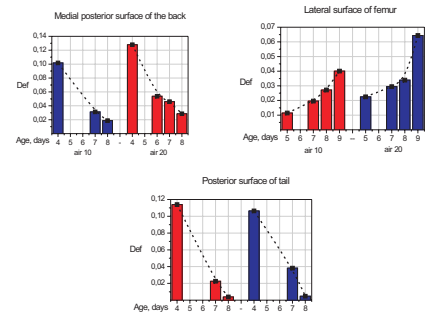 Medial posterior surface of the back
0,14
0,12
0,10
0,08
0,06
0,04
0,02
Def
Age, days 4 5 6 7 8 - 4 6 7 8
air 10 air 20
Lateral surface of femur
0,07
0,06
0,05
0,04
0,03
0,02
0,01
Def
Age, days 5 6 7 8 9 – 5 6 7 8 9
air 10 air 20
Posterior surface of tail
0,12
0,10
0,08
0,06
0,04
0,02
Def
Age, days 4 5 6 7 8 - 4 5 6 7 8